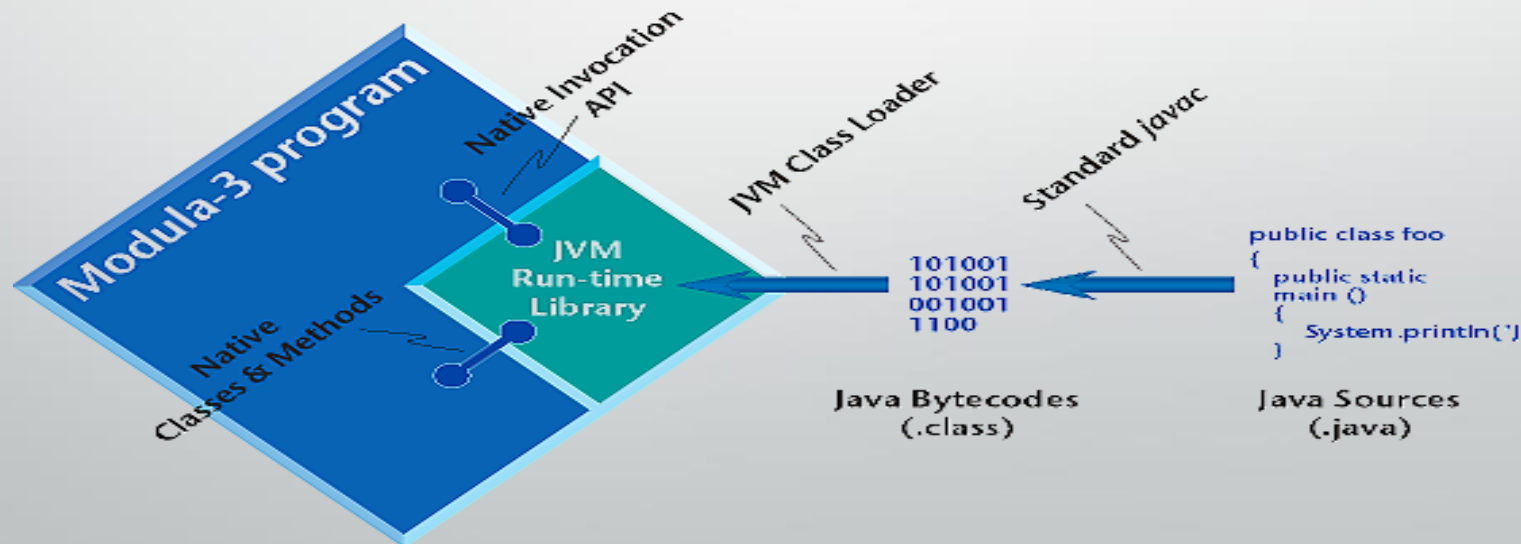 Modula-3 program
Native Invocation
API
JVM
Run-time
Library
Native
Classes & Methods
JVM Class Loader
101001
101001
001001
1100
Java Bytecodes
(.class)
Standard javac
public class foo
{
public static
main ()
{
System.println("J
}
Java Sources
(.java)